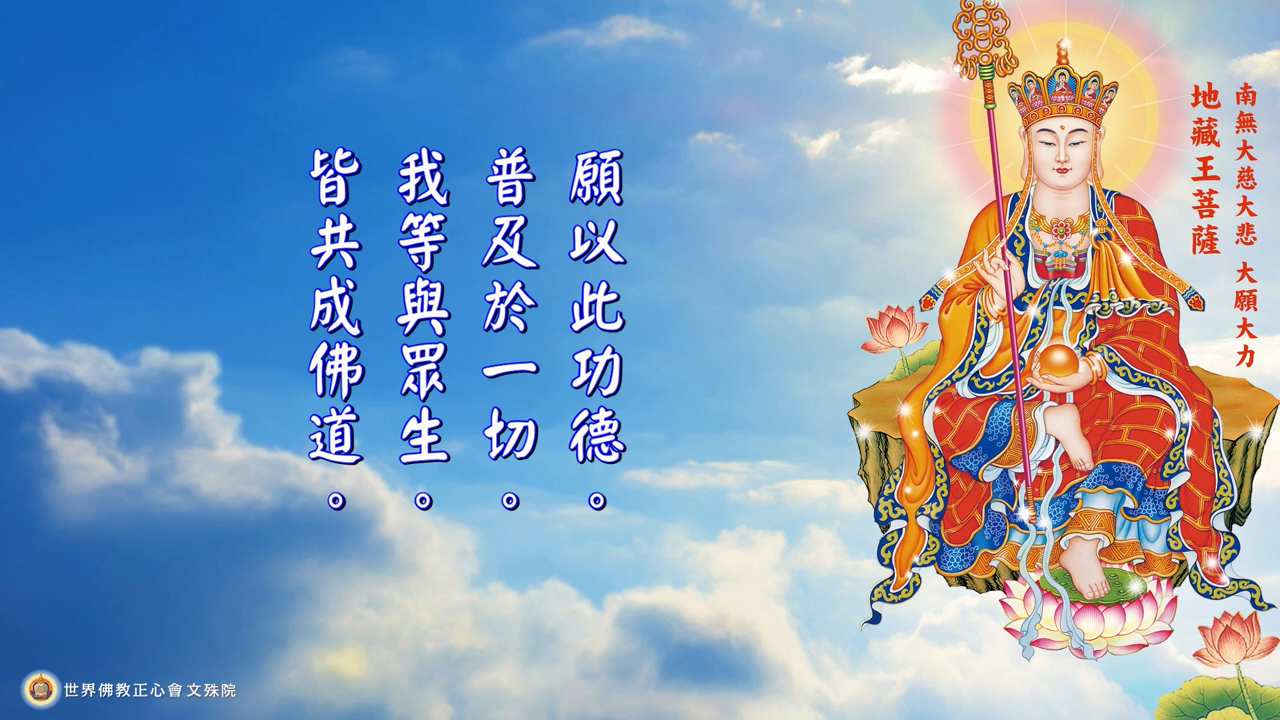 願以此功德。
普及於一切。
我等與眾生。
皆共成佛道。
南無大慈大悲 大願大力
地藏王菩薩
世界佛教正心會文殊院